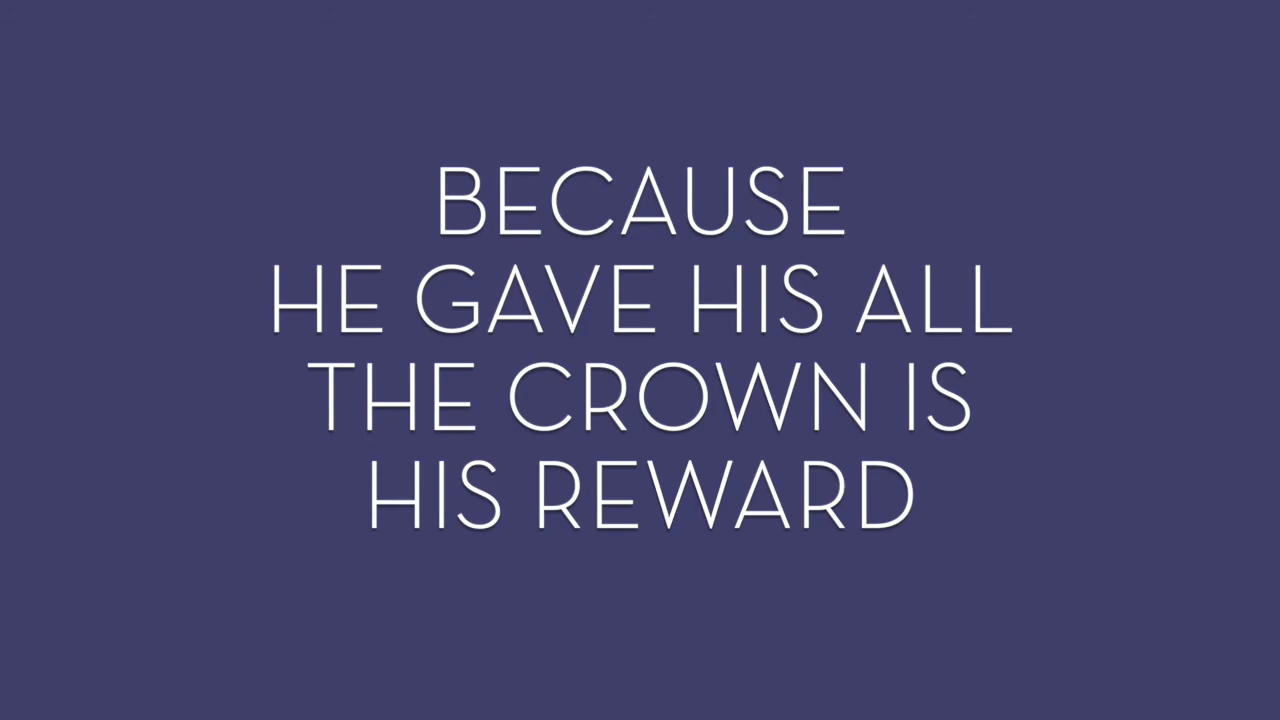 BECAUSE
HE GAVE HIS ALL
THE CROWN IS
HIS REWARD